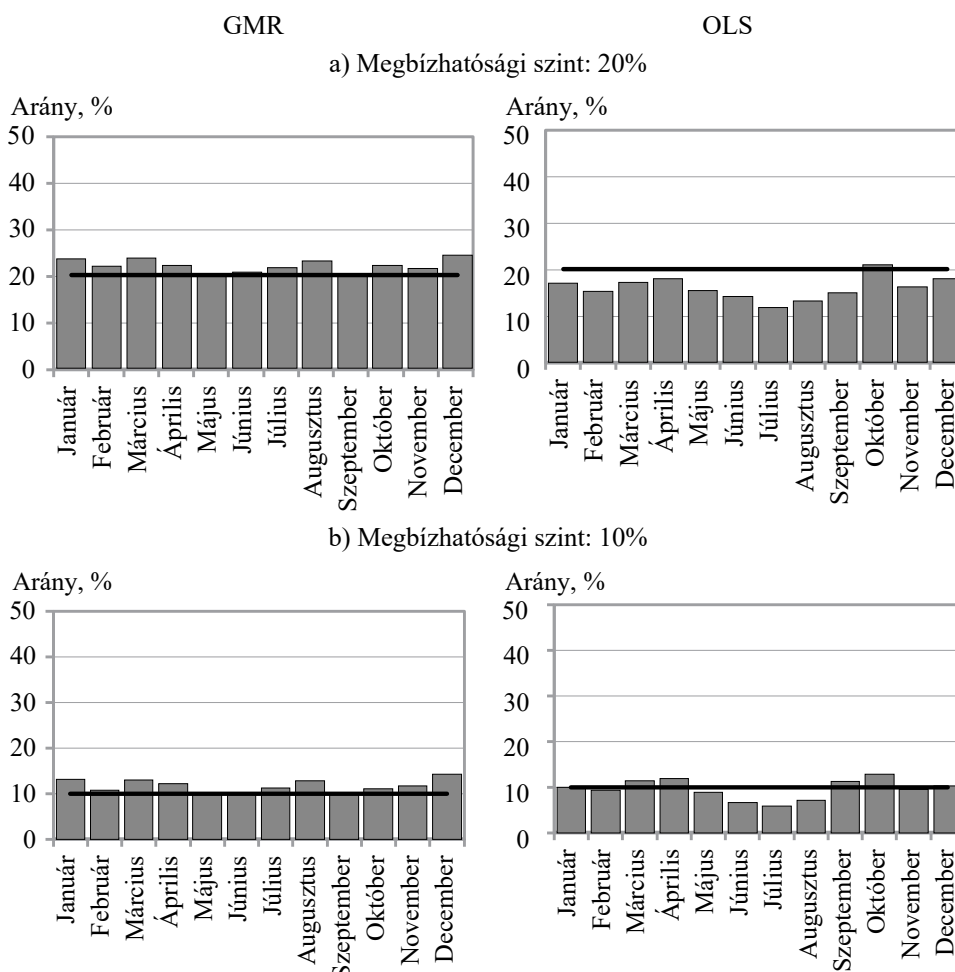 GMR OLS
a) Megbízhatósági szint: 20%
Arány, % Arány, %
50 50
40 40
30 30
20 20
10 10
0 0
Január Február Március Április Május Június Július Augusztus Szeptember Október November December
Január Február Március Április Május Június Július Augusztus Szeptember Október November December
b) Megbízhatósági szint: 10%
Arány, % Arány, %
50 50
40 40
30 30
20 20
10 10
0 0
Január Február Március Április Május Június Július Augusztus Szeptember Október November December
Január Február Március Április Május Június Július Augusztus Szeptember Október November December